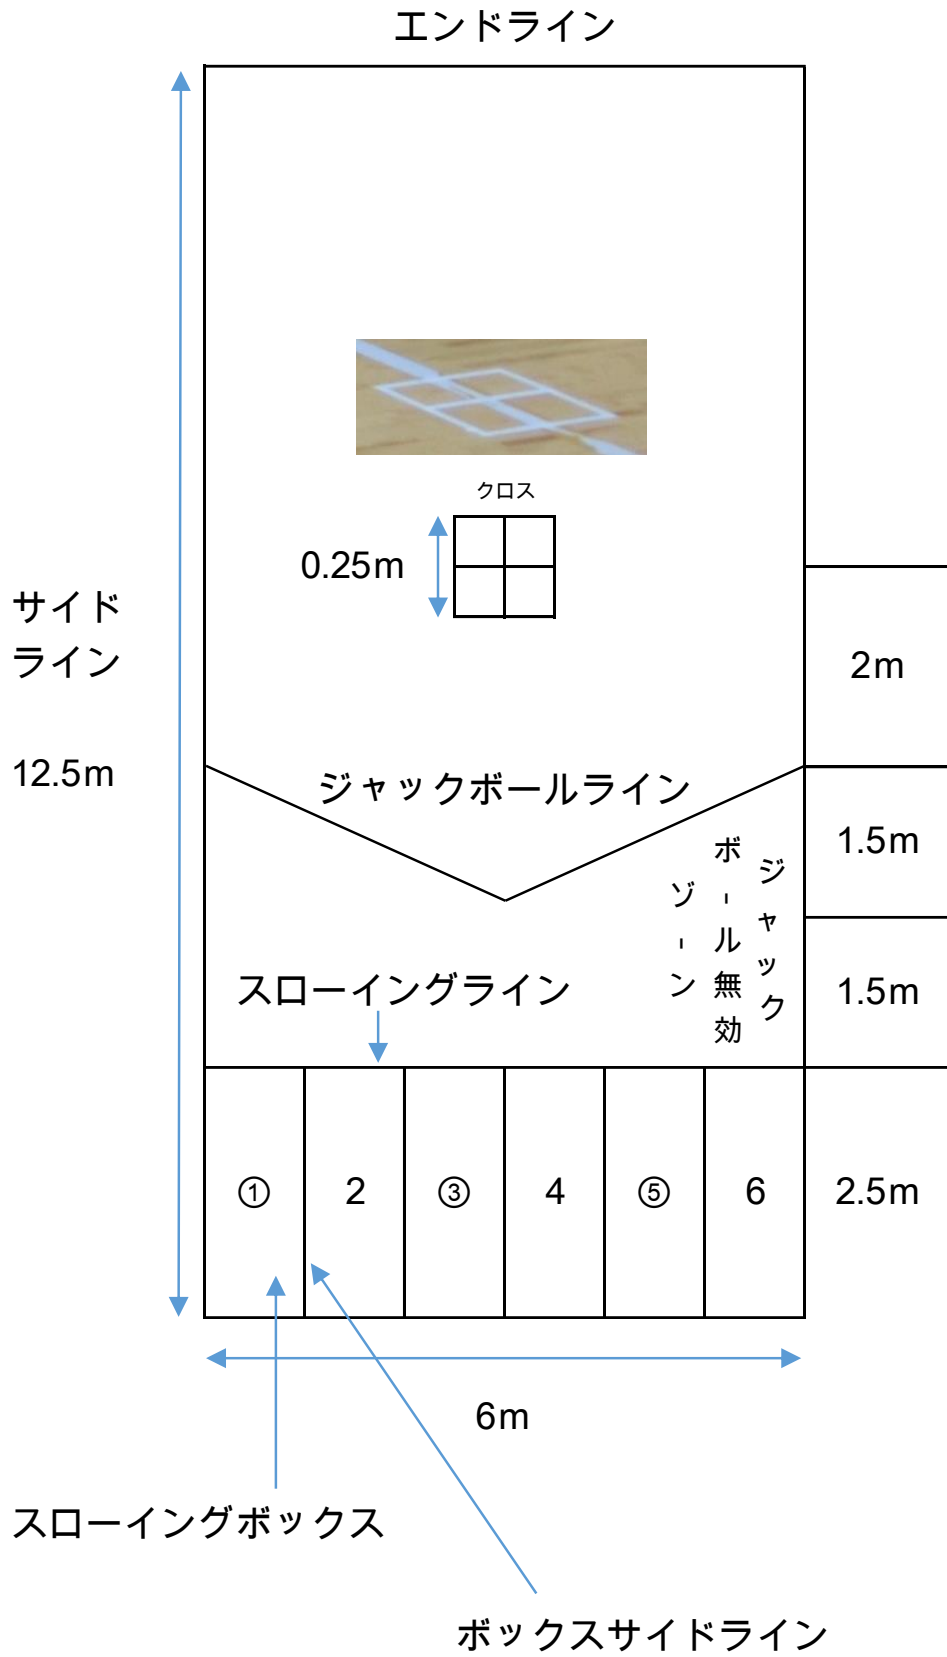 エンドライン
クロス
0.25m
サイド
ライン
12.5m
2m
ジャックボールライン
1.5m
ジャック
ボール無効
ゾーン
スローイングライン
1.5m
① 2 ③ 4 ⑤ 6
2.5m
6m
スローイングボックス
ボックスサイドライン